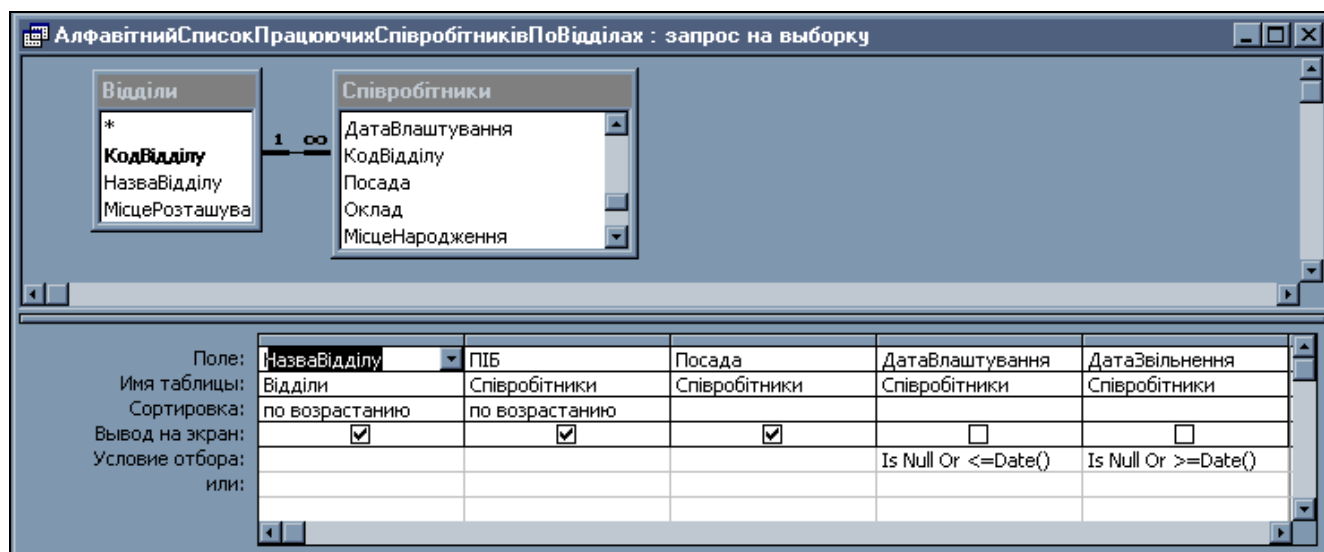 АлфавітнийСписокПрацюючихСпівробітниківПоВідділах : запрос на выборку
Відділи
*
КодВідділу
НазваВідділу
МісцеРозташува
1 ∞
Співробітники
ДатаВлаштування
КодВідділу
Посада
Оклад
МісцеНародження
Поле: НазваВідділу ПІБ Посада ДатаВлаштування ДатаЗвільнення
Имя таблицы: Відділи Співробітники Співробітники Співробітники Співробітники
Сортировка: по возрастанию по возрастанию
Вывод на экран:
Условие отбора: Is Null Or <=Date() Is Null Or >=Date()
или: